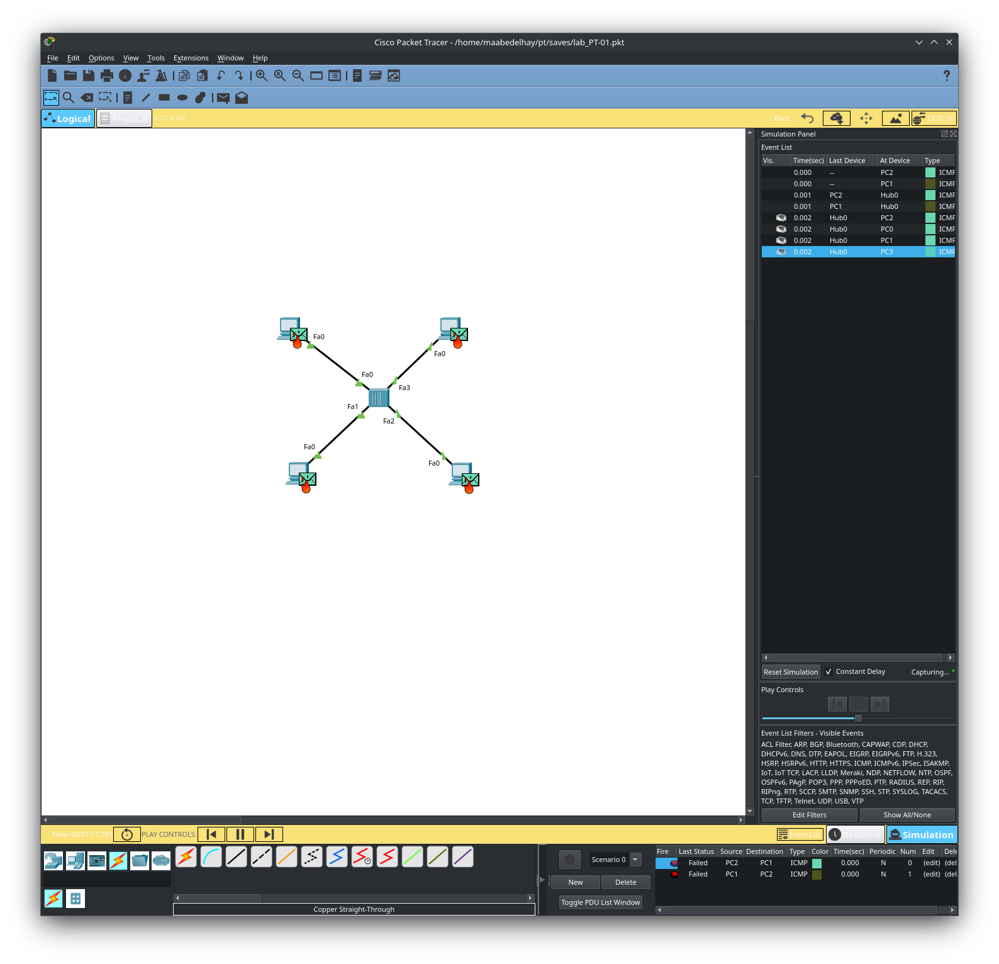 Cisco Packet Tracer - /home/maabedelhay/pt/saves/lab_PT-01.pkt
File Edit Options View Tools Extensions Window Help
?
Logical Physical x: 77, y: 613 Root 12:31:30
Simulation Panel
Event List
Vis. Time(sec) Last Device At Device Type
0.000 -- PC2 ICMP
0.000 -- PC1 ICMP
0.001 PC2 Hub0 ICMP
0.001 PC1 Hub0 ICMP
0.002 Hub0 PC2 ICMP
0.002 Hub0 PC0 ICMP
0.002 Hub0 PC1 ICMP
0.002 Hub0 PC3 ICMP
Fa0
Fa0
Fa0
Fa3
Fa1
Fa2
Fa0
Fa0
Reset Simulation Constant Delay Capturing... *
Play Controls
Event List Filters - Visible Events
ACL Filter, ARP, BGP, Bluetooth, CAPWAP, CDP, DHCP,
DHCPv6, DNS, DTP, EAPOL, EIGRP, EIGRPv6, FTP, H.323,
HSRP, HSRPv6, HTTP, HTTPS, ICMP, ICMPv6, IPSec, ISAKMP,
IoT, IoT TCP, LACP, LLDP, Meraki, NDP, NETFLOW, NTP, OSPF,
OSPFv6, PAgP, POP3, PPP, PPPoED, PTP, RADIUS, REP, RIP,
RIPng, RTP, SCCP, SMTP, SNMP, SSH, STP, SYSLOG, TACACS,
TCP, TFTP, Telnet, UDP, USB, VTP
Edit Filters Show All/None
Time: 00:07:17.293 PLAY CONTROLS: Event List Realtime Simulation
Scenario 0
New Delete
Toggle PDU List Window
Fire Last Status Source Destination Type Color Time(sec) Periodic Num Edit Dele
Failed PC2 PC1 ICMP 0.000 N 0 (edit) (del
Failed PC1 PC2 ICMP 0.000 N 1 (edit) (del
Copper Straight-Through